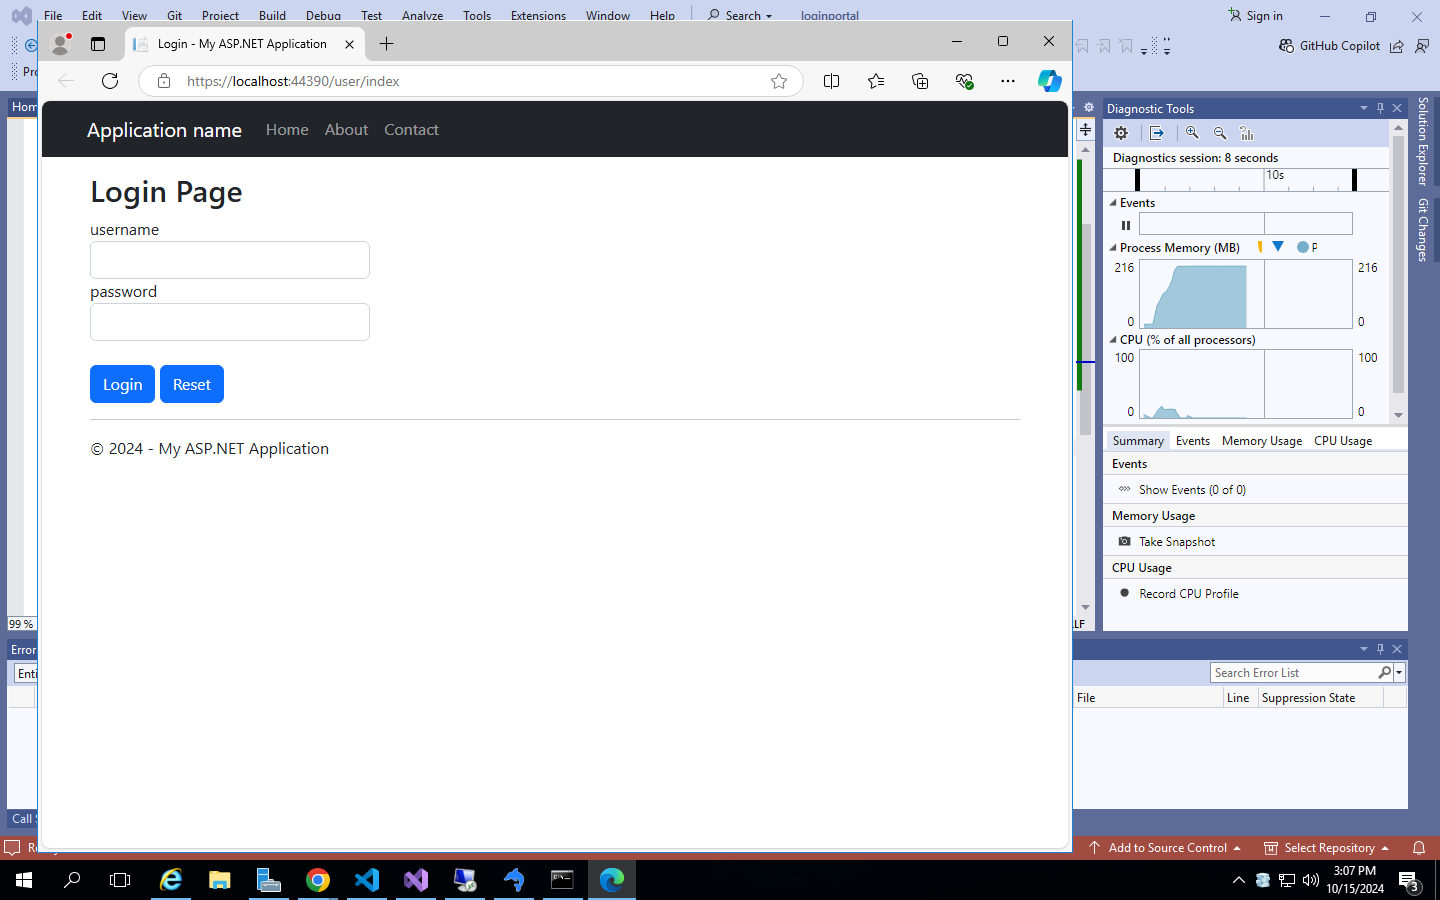 File Edit View Git Project Build Debug Test Analyze Tools Extensions Window Help Search loginportal Sign in
Login - My ASP.NET Application
GitHub Copilot
https://localhost:44390/user/index
Hom
Application name Home About Contact
Login Page
username
password
Login Reset
© 2024 - My ASP.NET Application
99 %
Error
Enti
Call
Diagnostic Tools
Diagnostics session: 8 seconds
10s
Events
Process Memory (MB) P
216 216
0 0
CPU (% of all processors)
100 100
0 0
Summary Events Memory Usage CPU Usage
Events
Show Events (0 of 0)
Memory Usage
Take Snapshot
CPU Usage
Record CPU Profile
Solution Explorer
Git Changes
LF
Search Error List
File Line Suppression State
Add to Source Control Select Repository
3:07 PM
10/15/2024
3